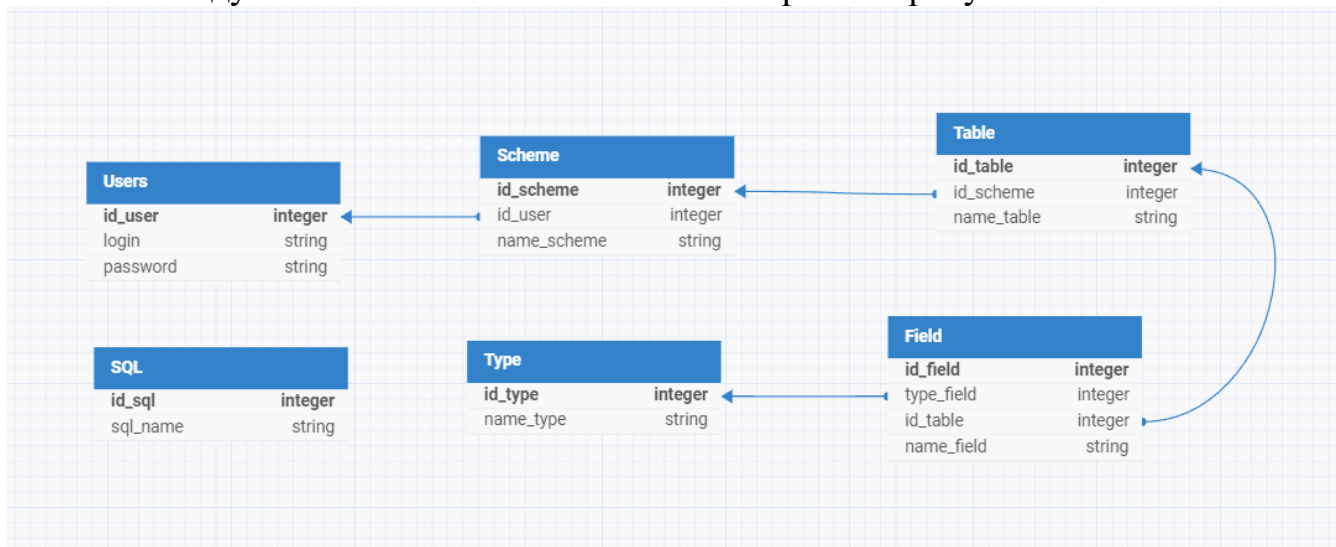 Users
id_user integer
login string
password string
Scheme
id_scheme integer
id_user integer
name_scheme string
Table
id_table integer
id_scheme integer
name_table string
SQL
id_sql integer
sql_name string
Type
id_type integer
name_type string
Field
id_field integer
type_field integer
id_table integer
name_field string